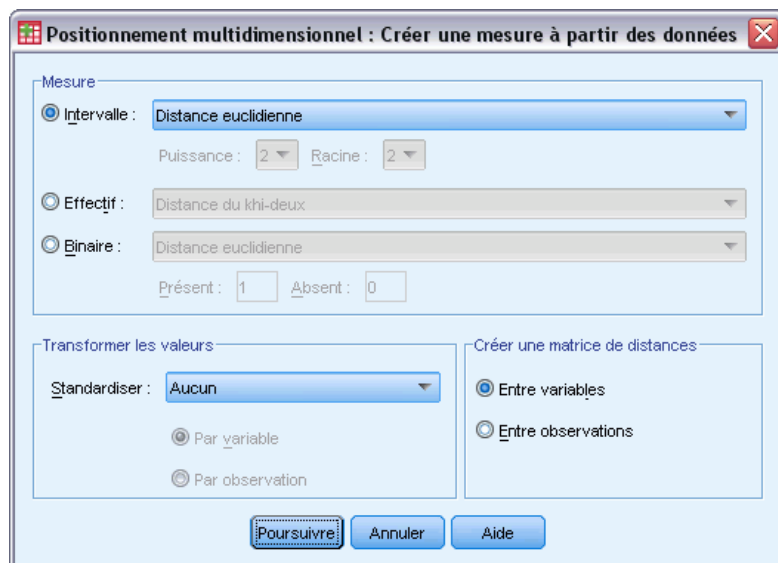 Positionnement multidimensionnel : Créer une mesure à partir des données
Mesure
Intervalle : Distance euclidienne
Puissance : 2 Racine : 2
Effectif : Distance du khi-deux
Binaire : Distance euclidienne
Présent : 1 Absent : 0
Transformer les valeurs
Standardiser : Aucun
Par variable
Par observation
Créer une matrice de distances
Entre variables
Entre observations
Poursuivre Annuler Aide